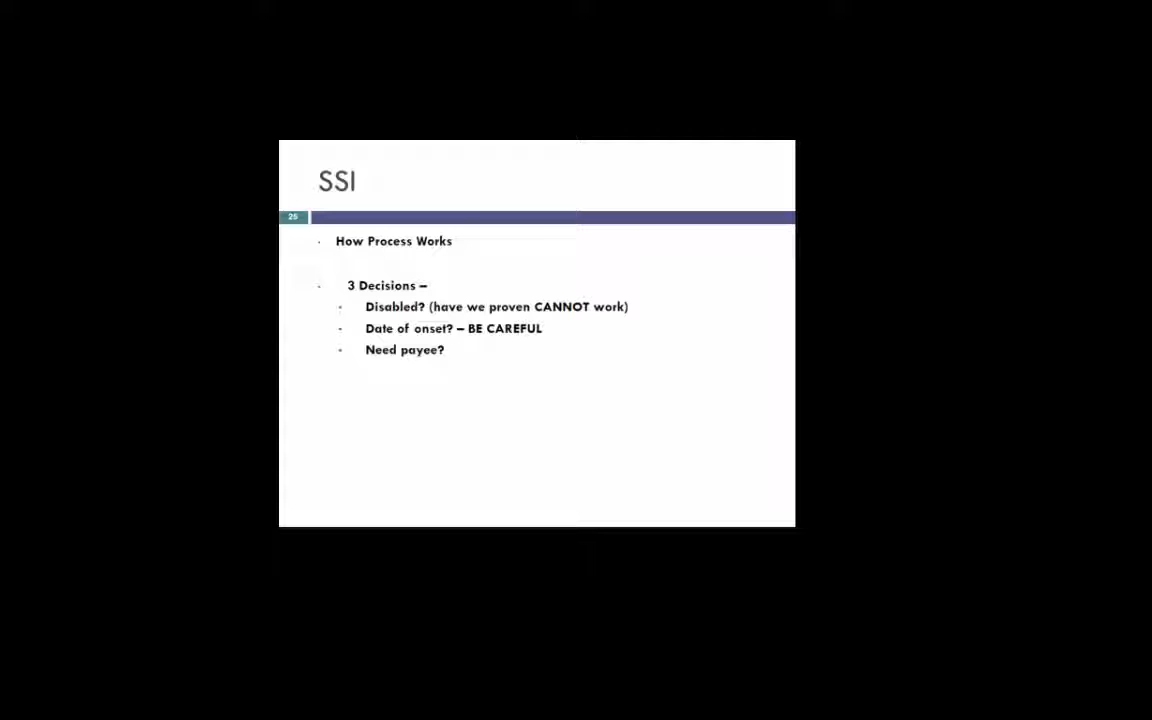 SSI
25
How Process Works
3 Decisions –
Disabled? (have we proven CANNOT work)
Date of onset? – BE CAREFUL
Need payee?